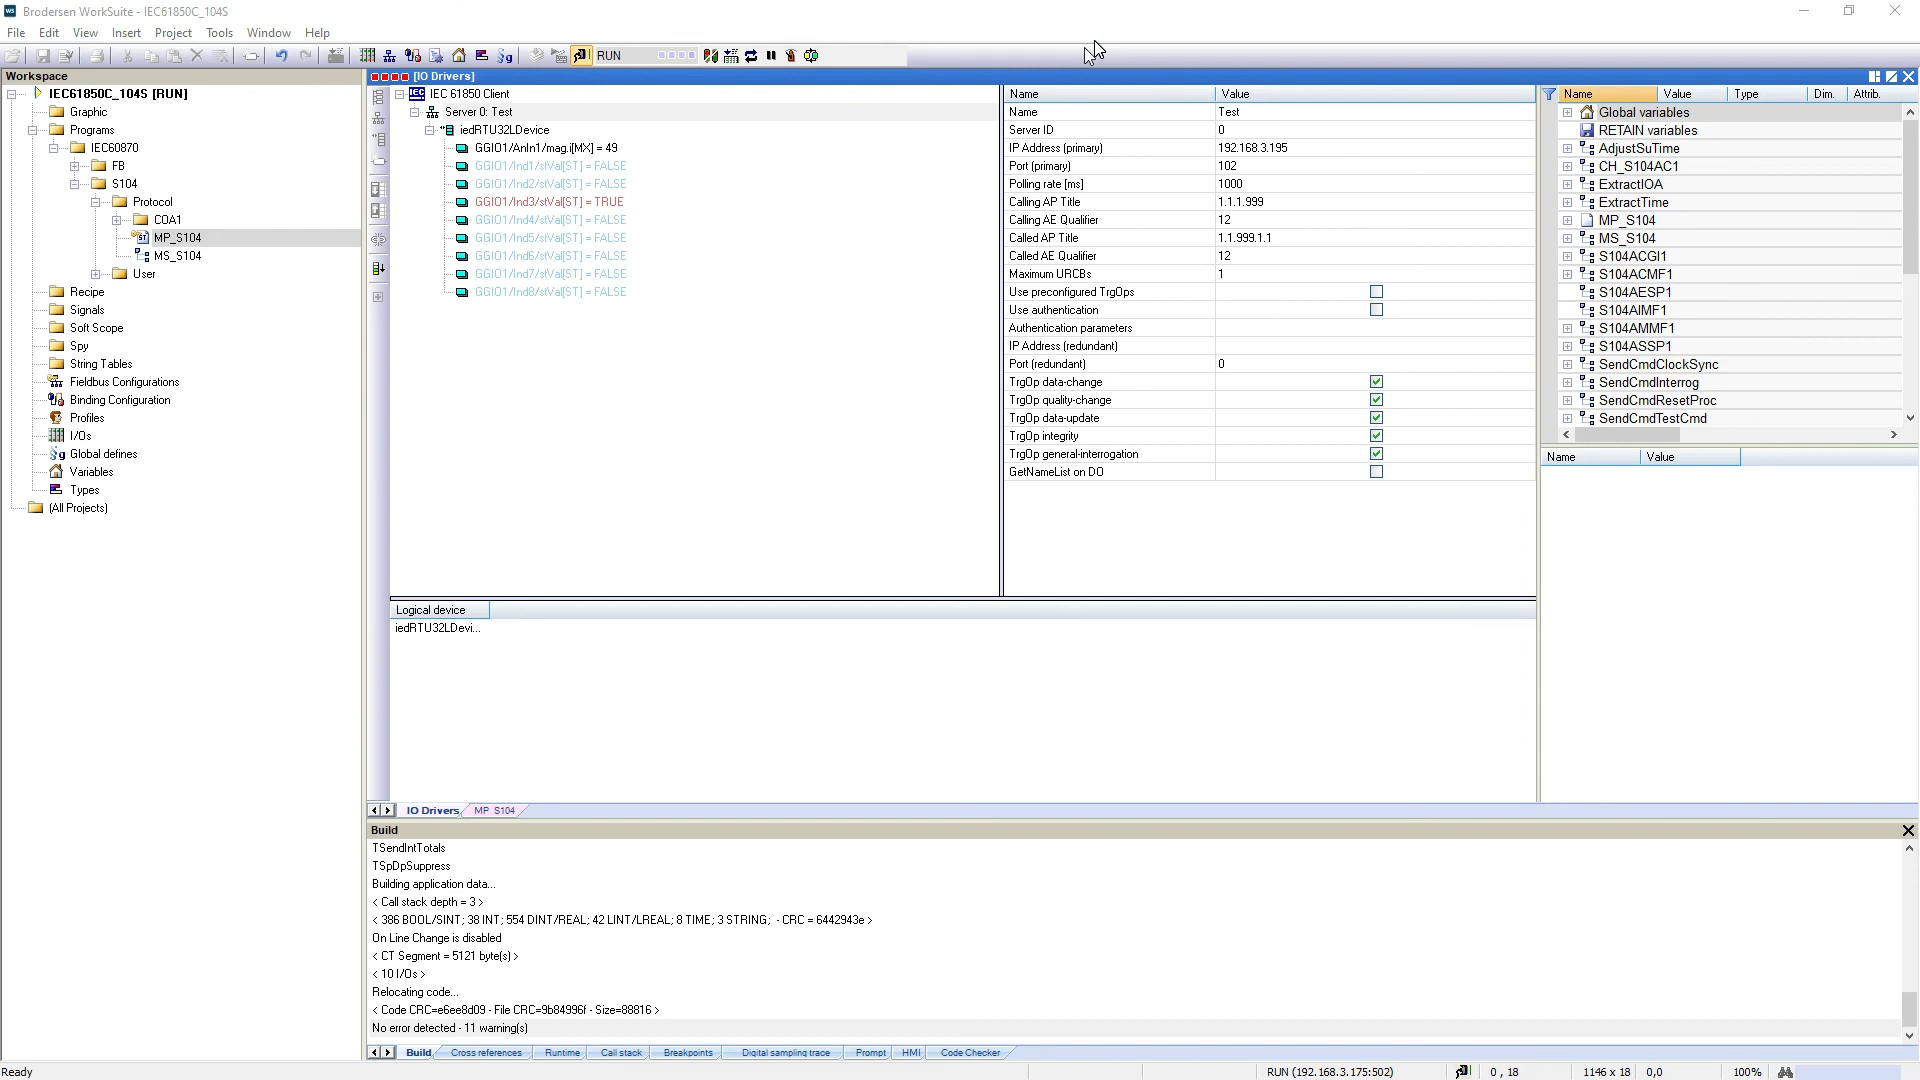 Brodersen WorkSuite - IEC61850C_104S
File Edit View Insert Project Tools Window Help
RUN
Workspace
IEC61850C_104S [RUN]
Graphic
Programs
IEC60870
FB
S104
Protocol
COA1
MP_S104
MS_S104
User
Recipe
Signals
Soft Scope
Spy
String Tables
Fieldbus Configurations
Binding Configuration
Profiles
I/Os
Global defines
Variables
Types
(All Projects)
[IO Drivers]
IEC 61850 Client
Server 0: Test
iedRTU32LDevice
GGIO1/AnIn1/mag.i[MX] = 49
GGIO1/Ind1/stVal[ST] = FALSE
GGIO1/Ind2/stVal[ST] = FALSE
GGIO1/Ind3/stVal[ST] = TRUE
GGIO1/Ind4/stVal[ST] = FALSE
GGIO1/Ind5/stVal[ST] = FALSE
GGIO1/Ind6/stVal[ST] = FALSE
GGIO1/Ind7/stVal[ST] = FALSE
GGIO1/Ind8/stVal[ST] = FALSE
Name Value
Name Test
Server ID 0
IP Address (primary) 192.168.3.195
Port (primary) 102
Polling rate [ms] 1000
Calling AP Title 1.1.1.999
Calling AE Qualifier 12
Called AP Title 1.1.999.1.1
Called AE Qualifier 12
Maximum URCBs 1
Use preconfigured TrgOps
Use authentication
Authentication parameters
IP Address (redundant)
Port (redundant) 0
TrgOp data-change
TrgOp quality-change
TrgOp data-update
TrgOp integrity
TrgOp general-interrogation
GetNameList on DO
Name Value Type Dim. Attrib.
Global variables
RETAIN variables
AdjustSuTime
CH_S104AC1
ExtractIOA
ExtractTime
MP_S104
MS_S104
S104ACGI1
S104ACMF1
S104AESP1
S104AIMF1
S104AMMF1
S104ASSP1
SendCmdClockSync
SendCmdInterrog
SendCmdResetProc
SendCmdTestCmd
Name Value
Logical device
iedRTU32LDevi...
IO Drivers MP_S104
Build
TSendIntTotals
TSpDpSuppress
Building application data...
< Call stack depth = 3 >
< 386 BOOL/SINT; 38 INT; 554 DINT/REAL; 42 LINT/LREAL; 8 TIME; 3 STRING; - CRC = 6442943e >
On Line Change is disabled
< CT Segment = 5121 byte(s) >
< 10 I/Os >
Relocating code...
< Code CRC=e6ee8d09 - File CRC=9b84996f - Size=88816 >
No error detected - 11 warning(s)
Build Cross references Runtime Call stack Breakpoints Digital sampling trace Prompt HMI Code Checker
Ready RUN (192.168.3.175:502) 0 , 18 1146 x 18 0,0 100%